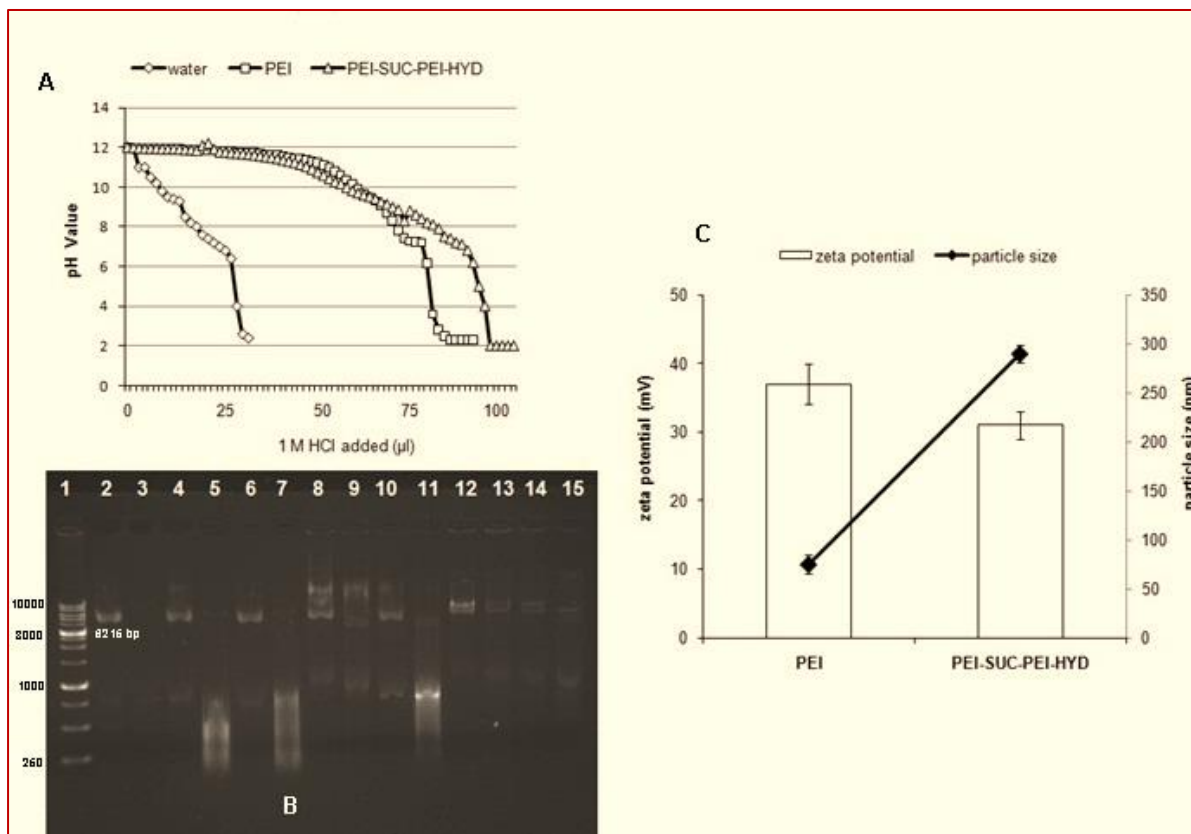 A
water PEI PEI-SUC-PEI-HYD
14
12
10
8
6
4
2
0
pH Value
0 25 50 75 100
1 M HCl added (µl)
1 2 3 4 5 6 7 8 9 10 11 12 13 14 15
10000
8216 bp
1000
260
B
C
zeta potential particle size
50
40
30
20
10
0
zeta potential (mV)
350
300
250
200
150
100
50
0
particle size (nm)
PEI PEI-SUC-PEI-HYD